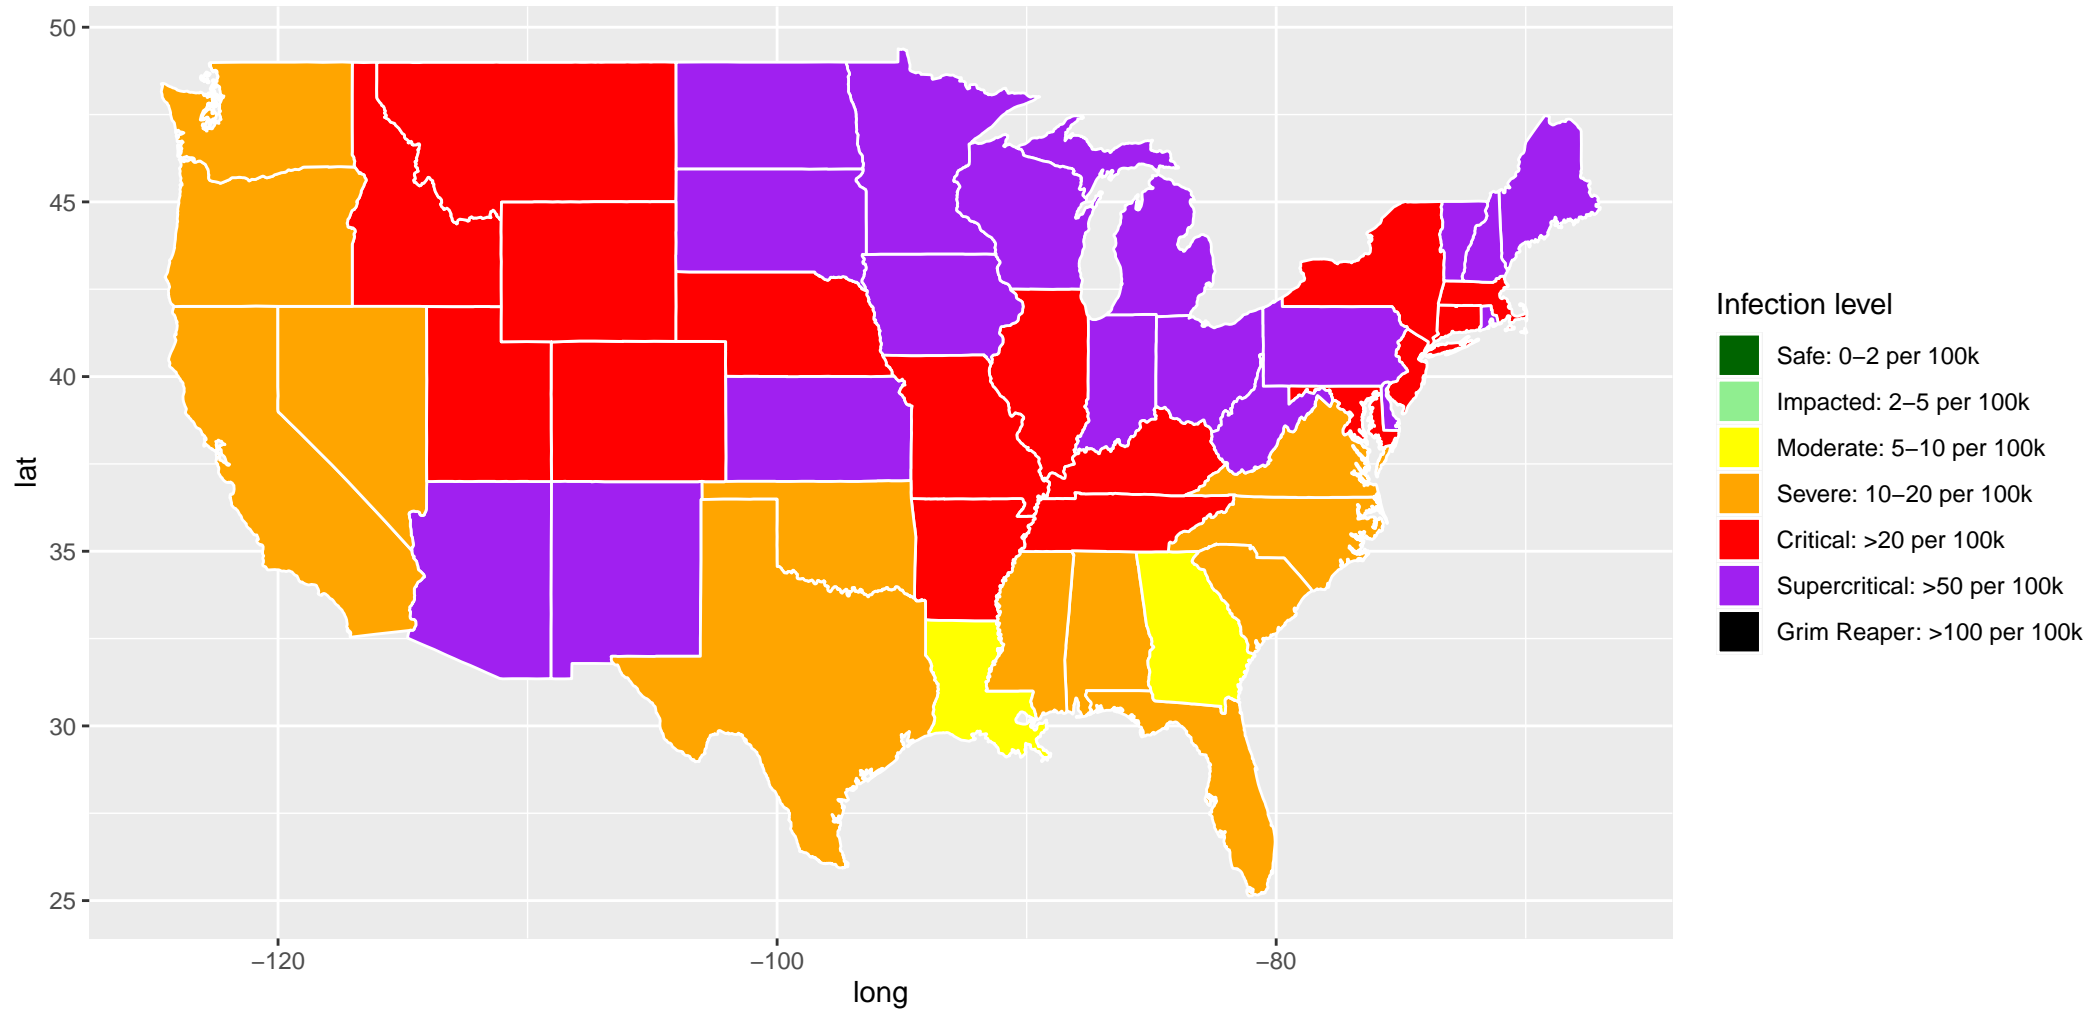 50
45
40
35
30
25
lat
−120
−100
−80
long
Infection level
Safe: 0−2 per 100k
Impacted: 2−5 per 100k
Moderate: 5−10 per 100k
Severe: 10−20 per 100k
Critical: >20 per 100k
Supercritical: >50 per 100k
Grim Reaper: >100 per 100k